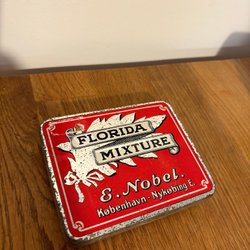 FLORIDA
MIXTURE
E. Nobel.
København - Nykøbing F.